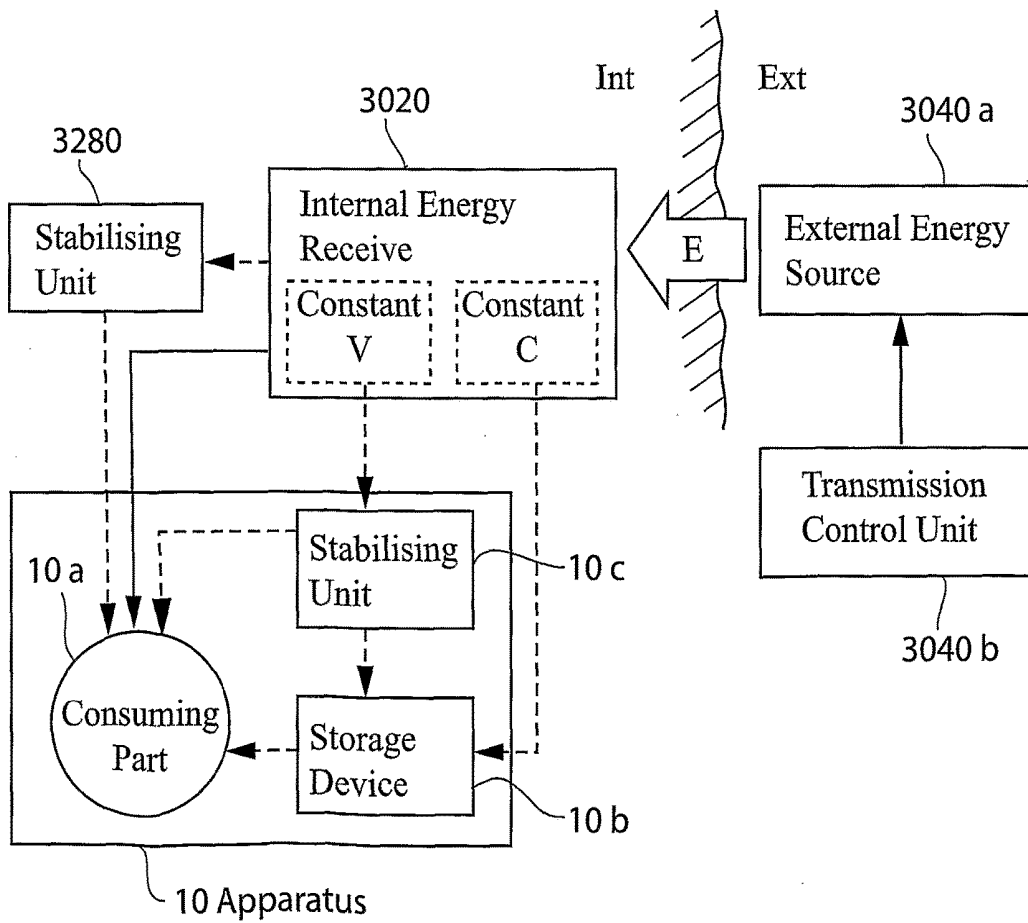 Int
Ext
3020
3040 a
3280
Internal Energy
Receive
Constant
V
Constant
C
Stabilising
Unit
E
External Energy
Source
Transmission
Control Unit
3040 b
10 a
Stabilising
Unit
10 c
Consuming
Part
Storage
Device
10 b
10 Apparatus